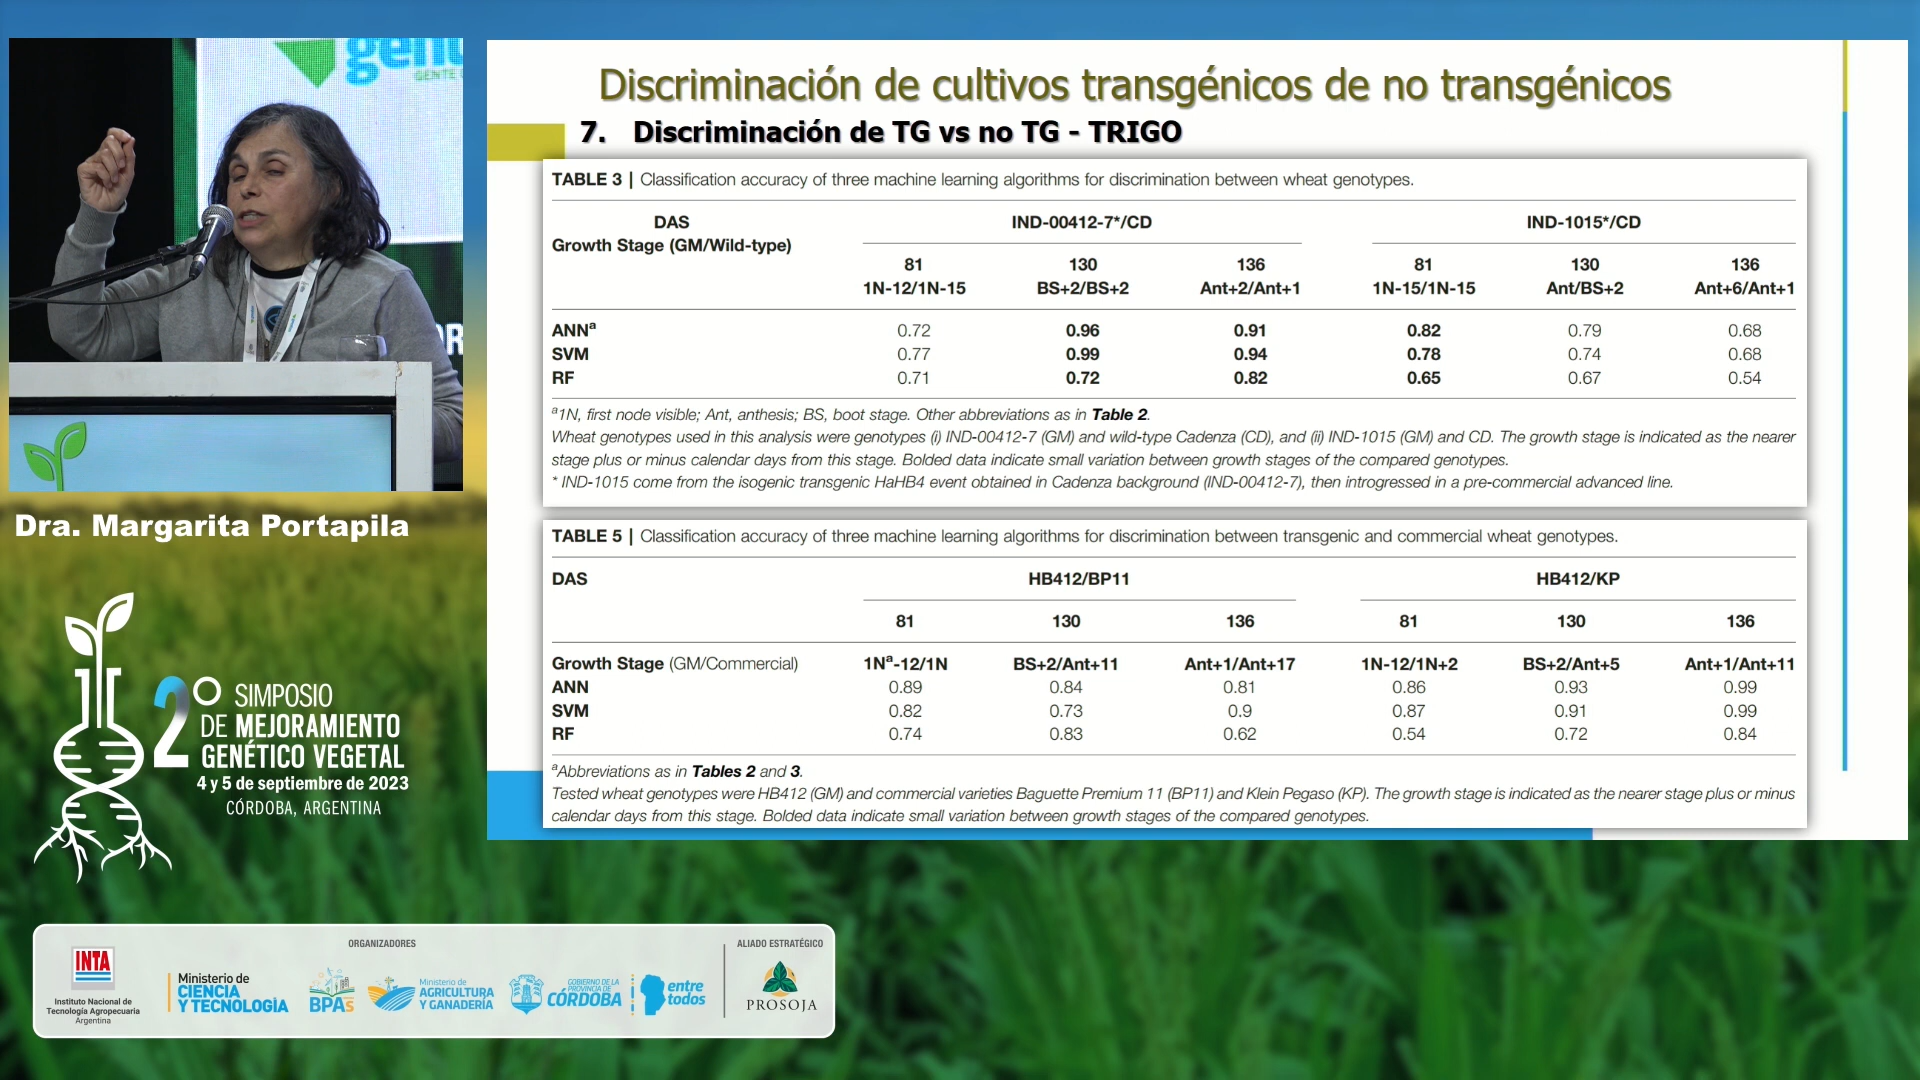 GENTE
Discriminación de cultivos transgénicos de no transgénicos
7. Discriminación de TG vs no TG - TRIGO
TABLE 3 | Classification accuracy of three machine learning algorithms for discrimination between wheat genotypes.
DAS IND-00412-7*/CD IND-1015*/CD
Growth Stage (GM/Wild-type)
81 130 136 81 130 136
1N-12/1N-15 BS+2/BS+2 Ant+2/Ant+1 1N-15/1N-15 Ant/BS+2 Ant+6/Ant+1
ANNª 0.72 0.96 0.91 0.82 0.79 0.68
SVM 0.77 0.99 0.94 0.78 0.74 0.68
RF 0.71 0.72 0.82 0.65 0.67 0.54
ª1N, first node visible; Ant, anthesis; BS, boot stage. Other abbreviations as in Table 2.
Wheat genotypes used in this analysis were genotypes (i) IND-00412-7 (GM) and wild-type Cadenza (CD), and (ii) IND-1015 (GM) and CD. The growth stage is indicated as the nearer
stage plus or minus calendar days from this stage. Bolded data indicate small variation between growth stages of the compared genotypes.
* IND-1015 come from the isogenic transgenic HaHB4 event obtained in Cadenza background (IND-00412-7), then introgressed in a pre-commercial advanced line.
TABLE 5 | Classification accuracy of three machine learning algorithms for discrimination between transgenic and commercial wheat genotypes.
DAS HB412/BP11 HB412/KP
81 130 136 81 130 136
Growth Stage (GM/Commercial) 1Nª-12/1N BS+2/Ant+11 Ant+1/Ant+17 1N-12/1N+2 BS+2/Ant+5 Ant+1/Ant+11
ANN 0.89 0.84 0.81 0.86 0.93 0.99
SVM 0.82 0.73 0.9 0.87 0.91 0.99
RF 0.74 0.83 0.62 0.54 0.72 0.84
ªAbbreviations as in Tables 2 and 3.
Tested wheat genotypes were HB412 (GM) and commercial varieties Baguette Premium 11 (BP11) and Klein Pegaso (KP). The growth stage is indicated as the nearer stage plus or minus
calendar days from this stage. Bolded data indicate small variation between growth stages of the compared genotypes.
Dra. Margarita Portapila
2° SIMPOSIO
DE MEJORAMIENTO
GENÉTICO VEGETAL
4 y 5 de septiembre de 2023
CÓRDOBA, ARGENTINA
ORGANIZADORES
ALIADO ESTRATÉGICO
INTA
Instituto Nacional de
Tecnología Agropecuaria
Argentina
Ministerio de
CIENCIA
Y TECNOLOGÍA
BPAs
Ministerio de
AGRICULTURA
Y GANADERÍA
GOBIERNO DE LA
PROVINCIA DE
CÓRDOBA
entre
todos
PROSOJA